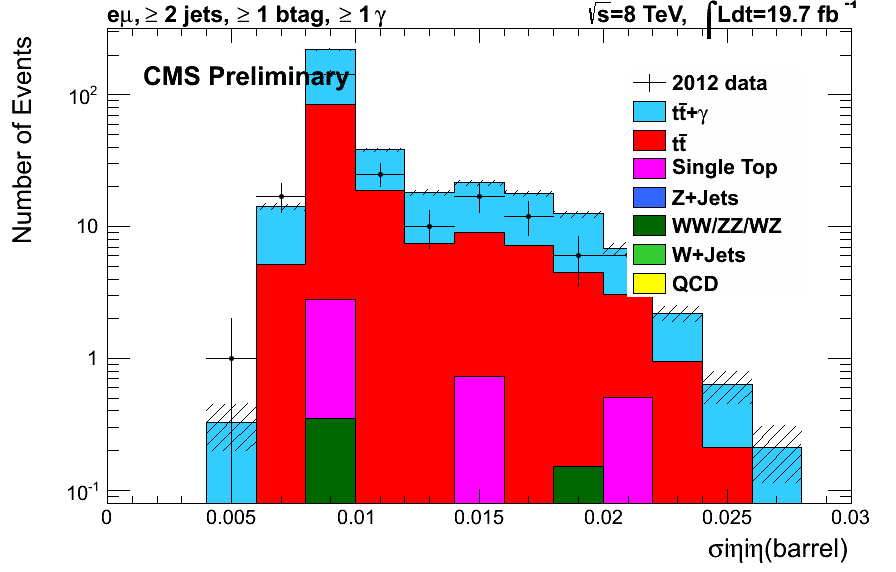 eμ, ≥ 2 jets, ≥ 1 btag, ≥ 1 γ
√s=8 TeV, ∫Ldt=19.7 fb⁻¹
CMS Preliminary
Number of Events
10²
10
1
10⁻¹
2012 data
tt̄+γ
tt̄
Single Top
Z+Jets
WW/ZZ/WZ
W+Jets
QCD
0 0.005 0.01 0.015 0.02 0.025 0.03
σiηiη(barrel)